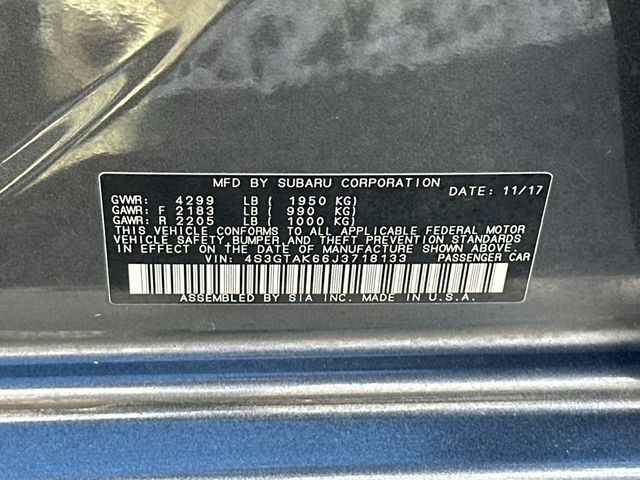 MFD BY SUBARU CORPORATION DATE: 11/17
GVWR: 4299 LB ( 1950 KG)
GAWR: F 2183 LB ( 990 KG)
GAWR: R 2205 LB ( 1000 KG)
THIS VEHICLE CONFORMS TO ALL APPLICABLE FEDERAL MOTOR
VEHICLE SAFETY,BUMPER, AND THEFT PREVENTION STANDARDS
IN EFFECT ON THE DATE OF MANUFACTURE SHOWN ABOVE.
VIN: 4S3GTAK66J3718133 PASSENGER CAR
ASSEMBLED BY SIA INC. MADE IN U.S.A.